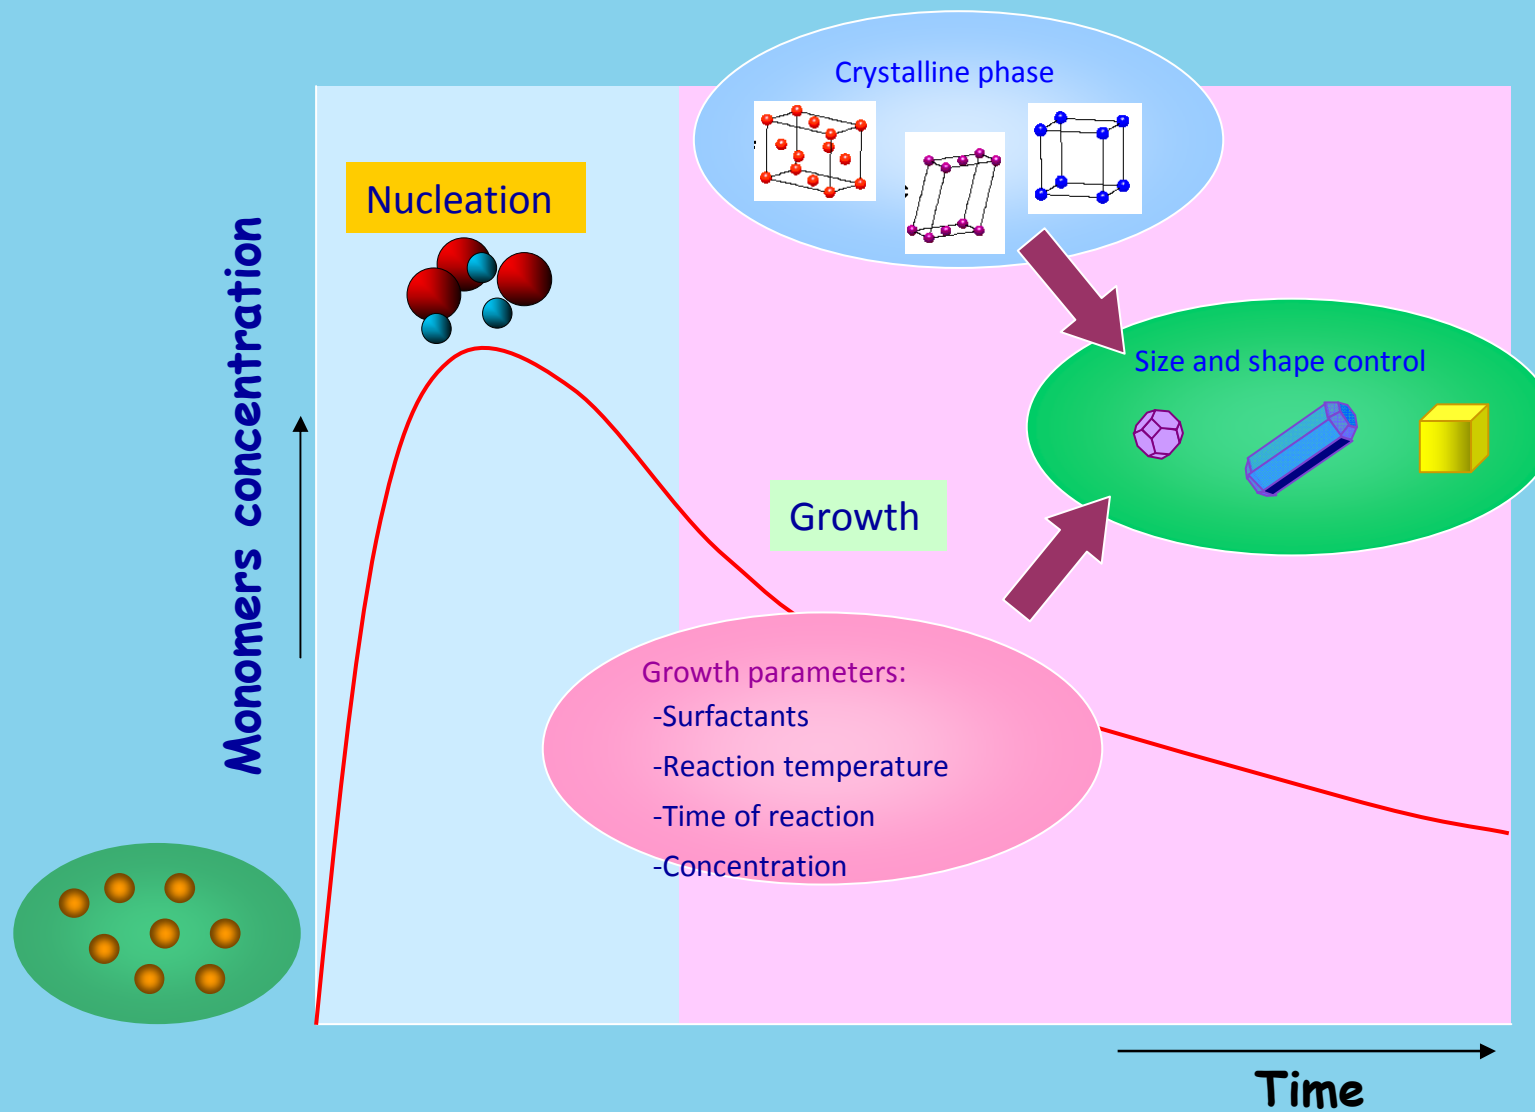 Crystalline phase
Nucleation
Monomers concentration
Size and shape control
Growth
Growth parameters:
-Surfactants
-Reaction temperature
-Time of reaction
-Concentration
Time